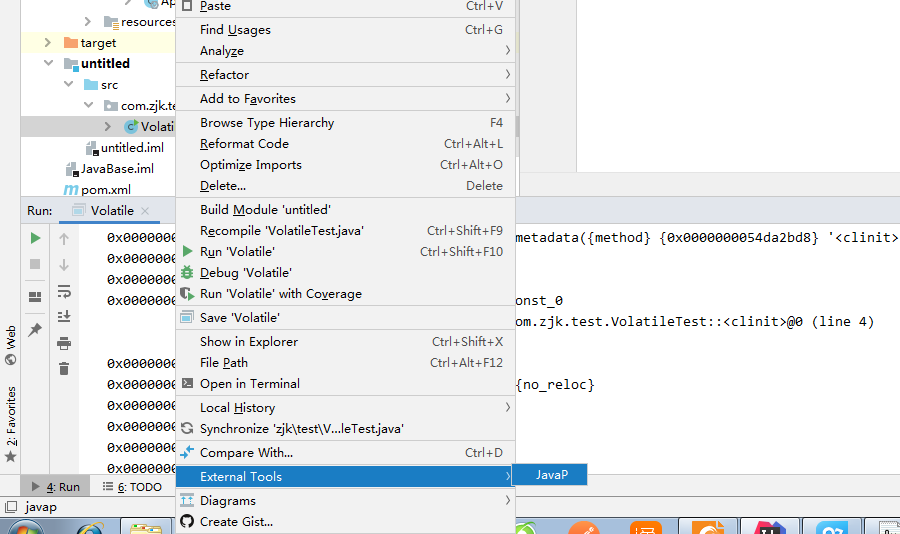 Paste Ctrl+V
resources
Find Usages Ctrl+G
target
Analyze
untitled
Refactor
src
Add to Favorites
com.zjk.te
Browse Type Hierarchy F4
Volati
Reformat Code Ctrl+Alt+L
untitled.iml
Optimize Imports Ctrl+Alt+O
JavaBase.iml
Delete... Delete
pom.xml
Build Module 'untitled'
Run: Volatile
Recompile 'VolatileTest.java' Ctrl+Shift+F9
0x0000000 metadata({method} {0x0000000054da2bd8} '<clinit>
Run 'Volatile' Ctrl+Shift+F10
0x0000000
Debug 'Volatile'
0x0000000
Run 'Volatile' with Coverage
0x0000000 onst_0
Save 'Volatile'
om.zjk.test.VolatileTest::<clinit>@0 (line 4)
Show in Explorer Ctrl+Shift+X
File Path Ctrl+Alt+F12
0x0000000
Open in Terminal
0x0000000 {no_reloc}
Local History
0x0000000
Synchronize 'zjk\test\V...leTest.java'
0x0000000
Compare With... Ctrl+D
0x0000000
External Tools JavaP
0x0000000
Web
2: Favorites
4: Run 6: TODO
Diagrams
javap
Create Gist...